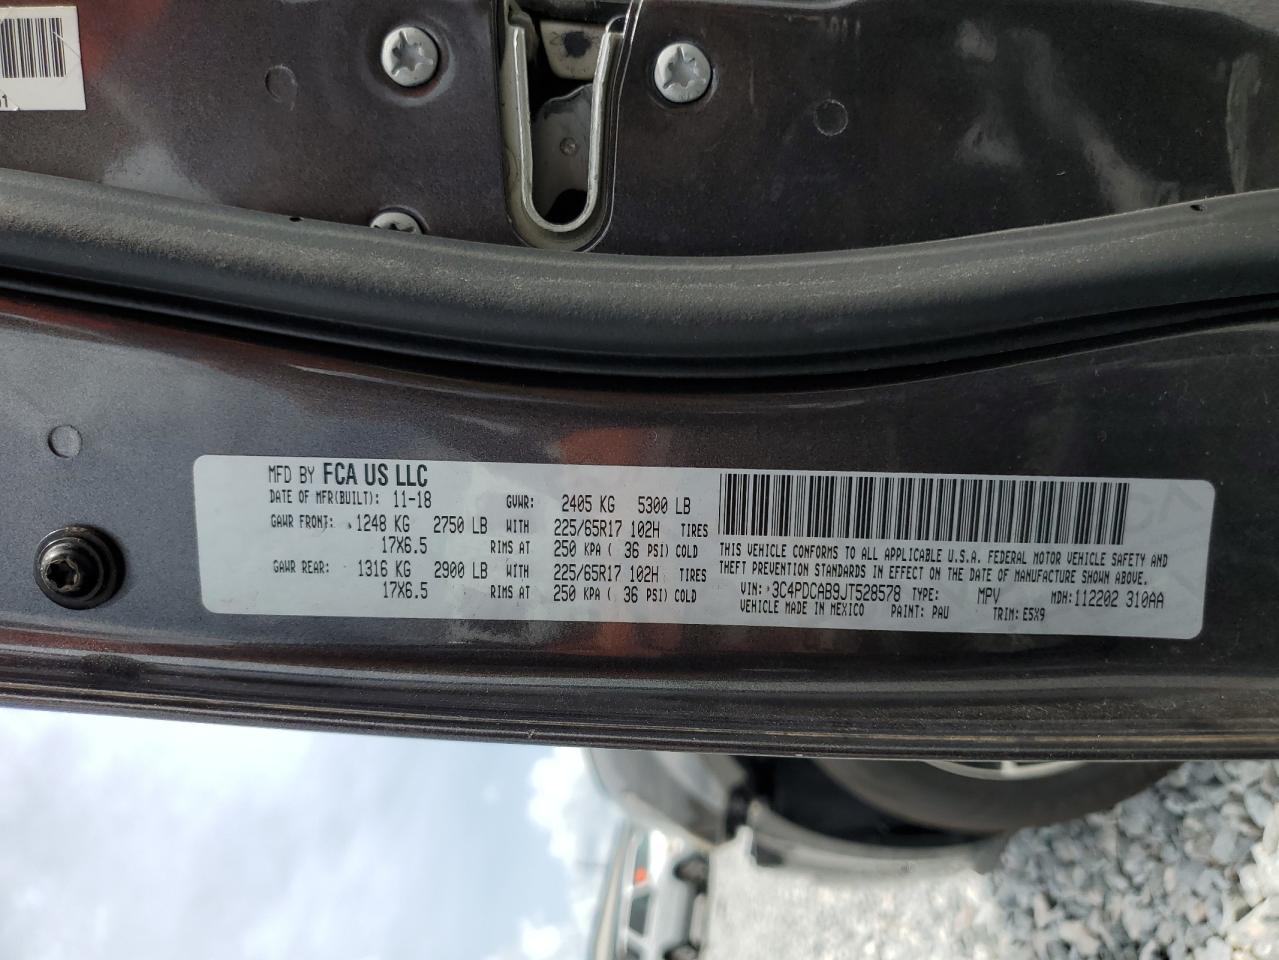 01
MFD BY FCA US LLC
DATE OF MFR(BUILT): 11-18 GVWR: 2405 KG 5300 LB
GAWR FRONT: 1248 KG 2750 LB WITH 225/65R17 102H TIRES
17X6.5 RIMS AT 250 KPA ( 36 PSI) COLD
GAWR REAR: 1316 KG 2900 LB WITH 225/65R17 102H TIRES
17X6.5 RIMS AT 250 KPA ( 36 PSI) COLD
THIS VEHICLE CONFORMS TO ALL APPLICABLE U.S.A. FEDERAL MOTOR VEHICLE SAFETY AND
THEFT PREVENTION STANDARDS IN EFFECT ON THE DATE OF MANUFACTURE SHOWN ABOVE.
VIN: 3C4PDCAB9JT528578 TYPE: MPV MDH: 112202 310AA
VEHICLE MADE IN MEXICO PAINT: PAU TRIM: E5X9